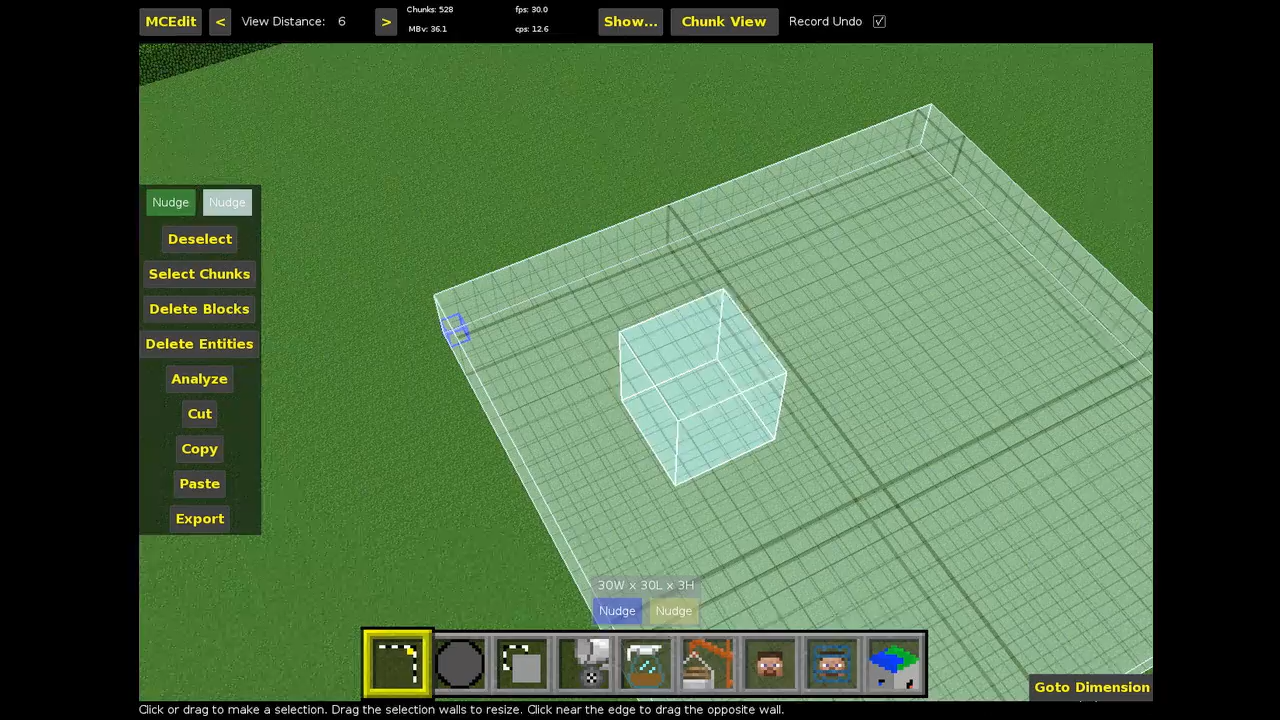 MCEdit < View Distance: 6 > Chunks: 528 fps: 30.0 Show... Chunk View Record Undo
MBv: 36.1 cps: 12.6
Nudge Nudge
Deselect
Select Chunks
Delete Blocks
Delete Entities
Analyze
Cut
Copy
Paste
Export
30W x 30L x 3H
Nudge Nudge
Goto Dimension
Click or drag to make a selection. Drag the selection walls to resize. Click near the edge to drag the opposite wall.